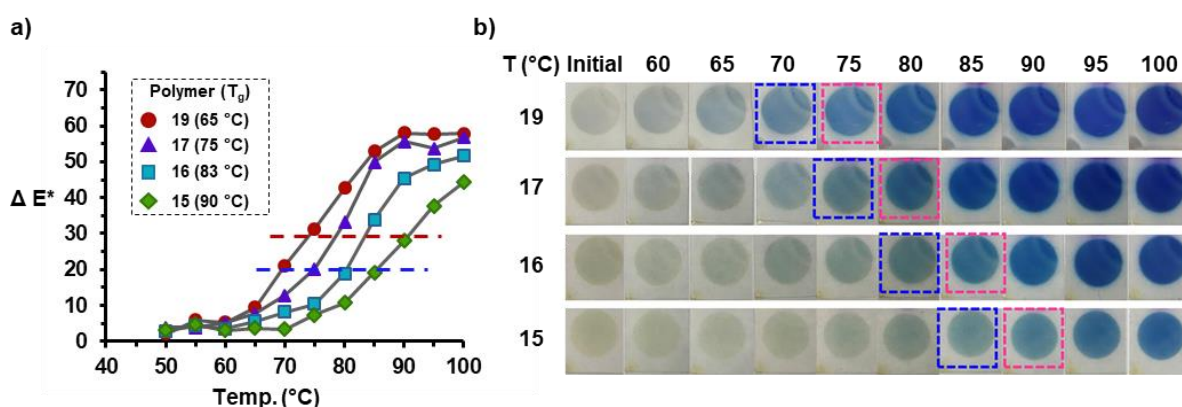 a)
Δ E*
70
60
50
40
30
20
10
0
Polymer (Tg)
19 (65 °C)
17 (75 °C)
16 (83 °C)
15 (90 °C)
40 50 60 70 80 90 100
Temp. (°C)
b)
T (°C) Initial 60 65 70 75 80 85 90 95 100
19
17
16
15